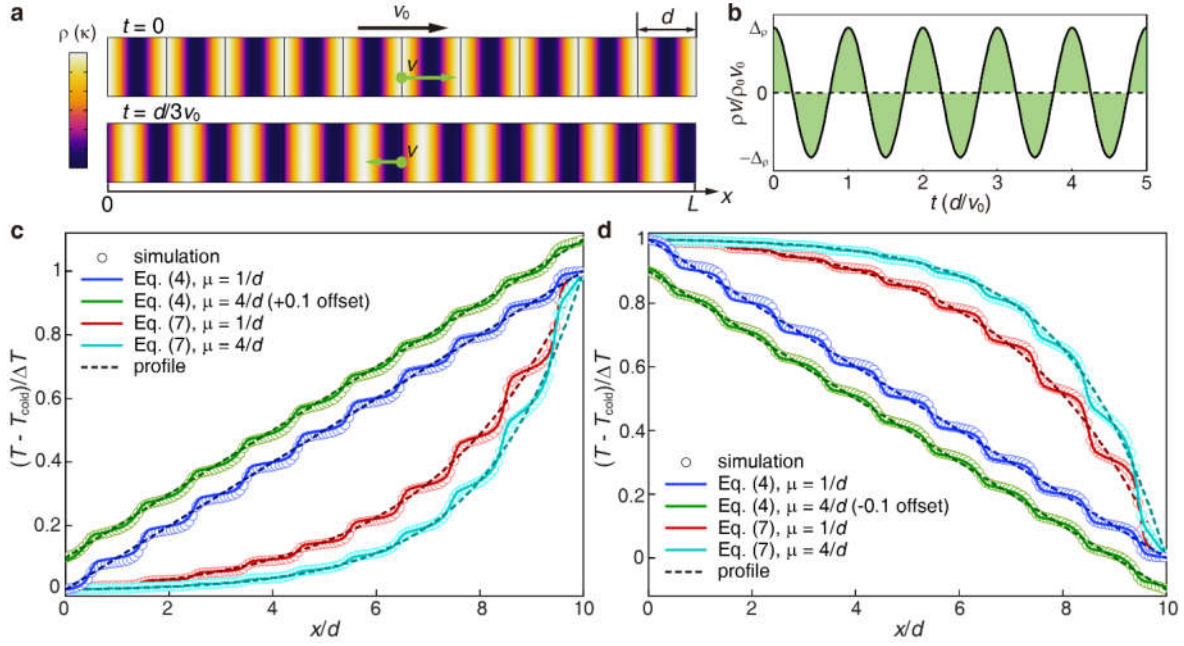 a
t = 0
v₀
d
ρ (κ)
v
t = d/3v₀
v
0
L
x
b
Δρ
0
−Δρ
ρv/ρ₀v₀
0 1 2 3 4 5
t (d/v₀)
c
1
0.8
0.6
0.4
0.2
0
(T - Tcold)/ΔT
simulation
Eq. (4), μ = 1/d
Eq. (4), μ = 4/d (+0.1 offset)
Eq. (7), μ = 1/d
Eq. (7), μ = 4/d
profile
0 2 4 6 8 10
x/d
d
1
0.8
0.6
0.4
0.2
0
(T - Tcold)/ΔT
simulation
Eq. (4), μ = 1/d
Eq. (4), μ = 4/d (-0.1 offset)
Eq. (7), μ = 1/d
Eq. (7), μ = 4/d
profile
0 2 4 6 8 10
x/d